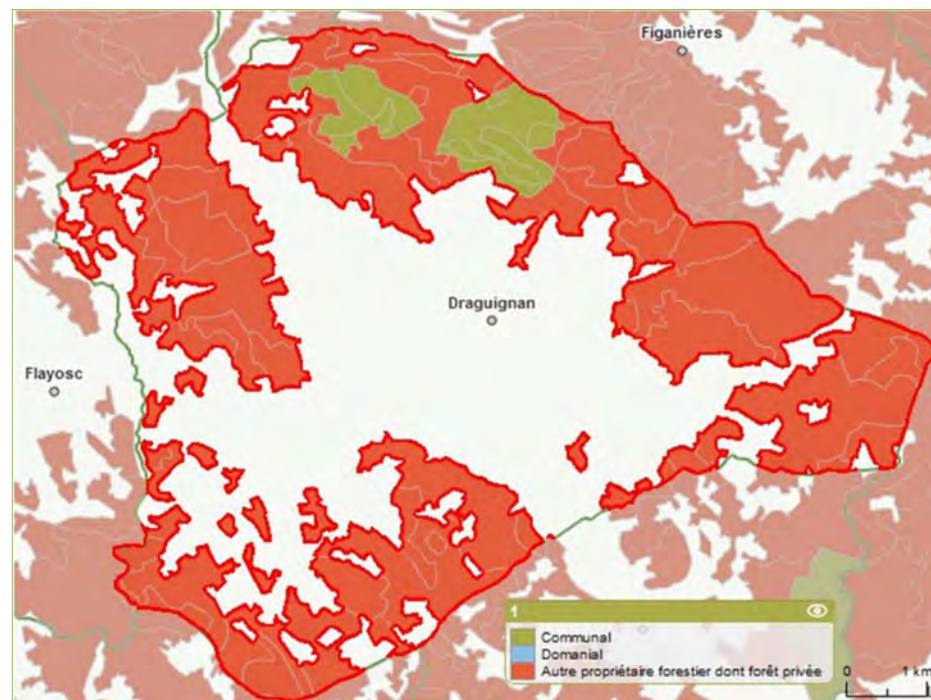 Figanières
Draguignan
Flayosc
1
Communal
Domanial
Autre propriétaire forestier dont forêt privée
0 1 km